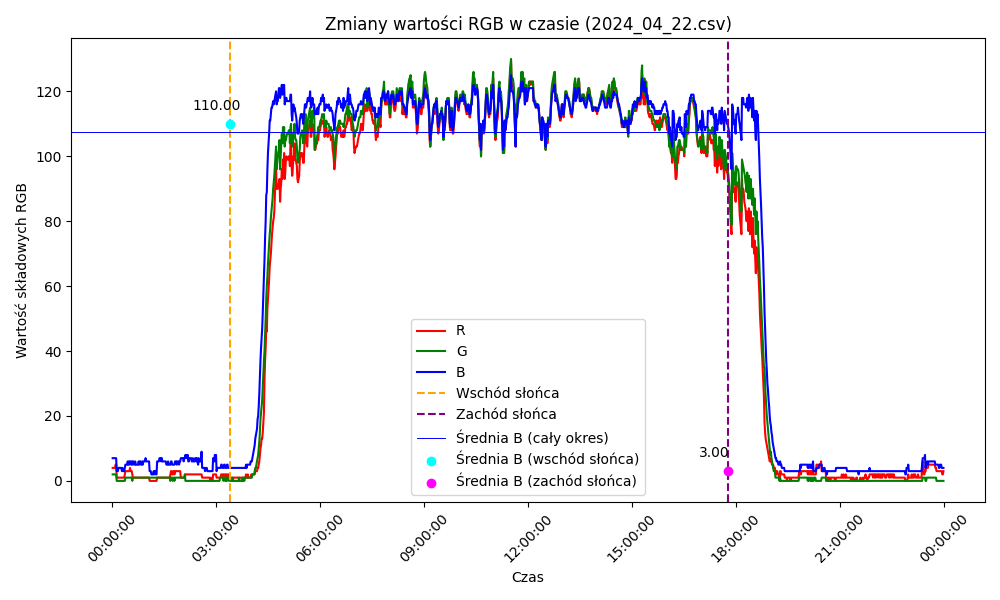 Zmiany wartości RGB w czasie (2024_04_22.csv)
Wartość składowych RGB
120
100
80
60
40
20
0
110.00
3.00
R
G
B
Wschód słońca
Zachód słońca
Średnia B (cały okres)
Średnia B (wschód słońca)
Średnia B (zachód słońca)
00:00:00
03:00:00
06:00:00
09:00:00
12:00:00
15:00:00
18:00:00
21:00:00
00:00:00
Czas